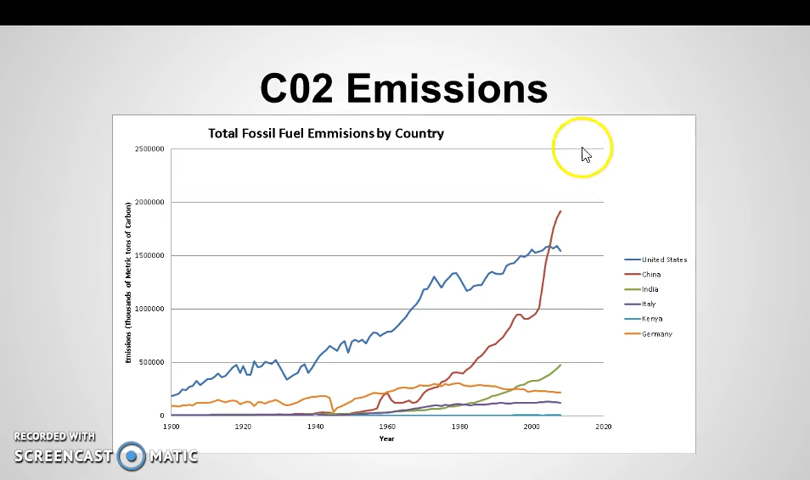 C02 Emissions
Total Fossil Fuel Emmisions by Country
Emissions (Thousands of Metric tons of Carbon)
2500000
2000000
1500000
1000000
500000
0
1900
1920
1940
1960
1980
2000
2020
Year
United States
China
India
Italy
Kenya
Germany
RECORDED WITH
SCREENCAST MATIC